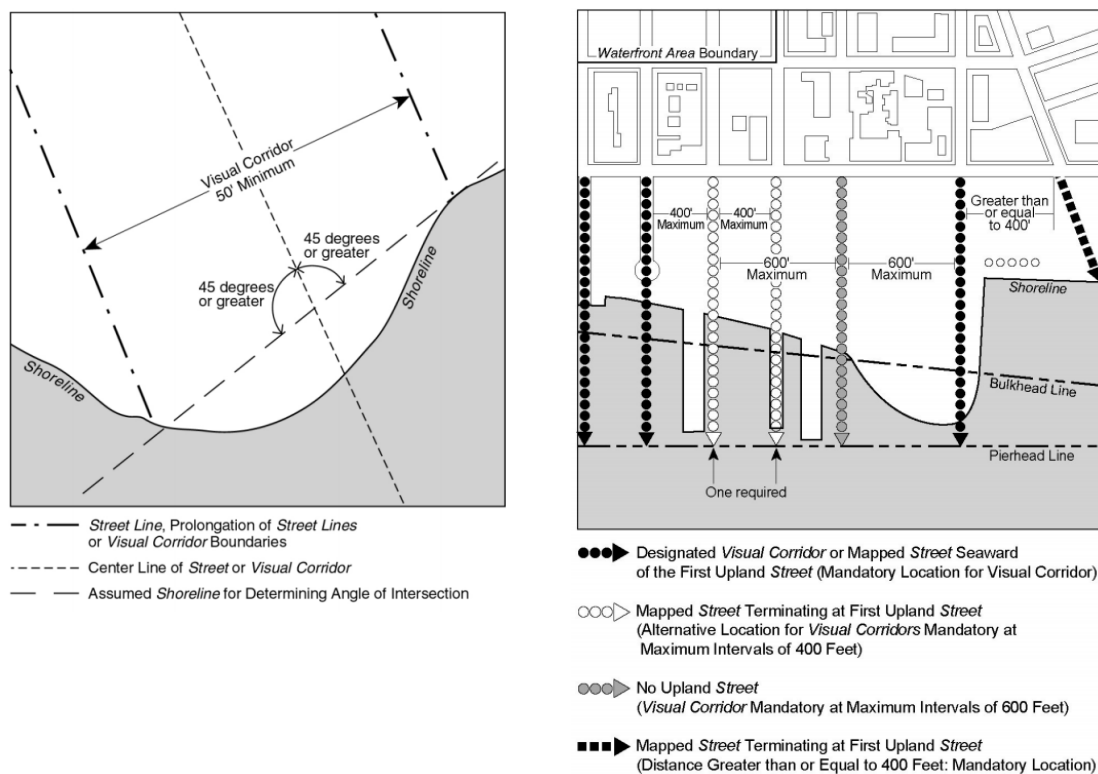 Visual Corridor
50' Minimum
45 degrees
or greater
45 degrees
or greater
Shoreline
Shoreline
Street Line, Prolongation of Street Lines
or Visual Corridor Boundaries
Center Line of Street or Visual Corridor
Assumed Shoreline for Determining Angle of Intersection
Waterfront Area Boundary
400'
Maximum
400'
Maximum
Greater than
or equal
to 400'
600'
Maximum
600'
Maximum
Shoreline
Bulkhead Line
Pierhead Line
One required
Designated Visual Corridor or Mapped Street Seaward
of the First Upland Street (Mandatory Location for Visual Corridor)
Mapped Street Terminating at First Upland Street
(Alternative Location for Visual Corridors Mandatory at
Maximum Intervals of 400 Feet)
No Upland Street
(Visual Corridor Mandatory at Maximum Intervals of 600 Feet)
Mapped Street Terminating at First Upland Street
(Distance Greater than or Equal to 400 Feet: Mandatory Location)